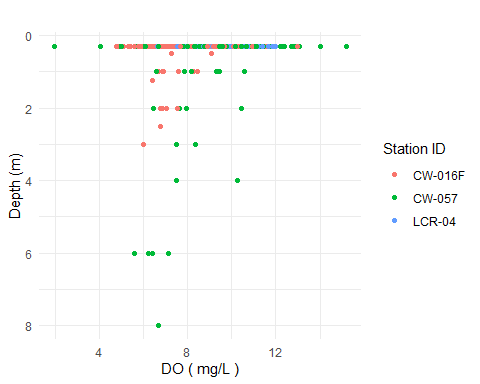 0
2
4
6
8
Depth (m)
4
8
12
DO ( mg/L )
Station ID
CW-016F
CW-057
LCR-04